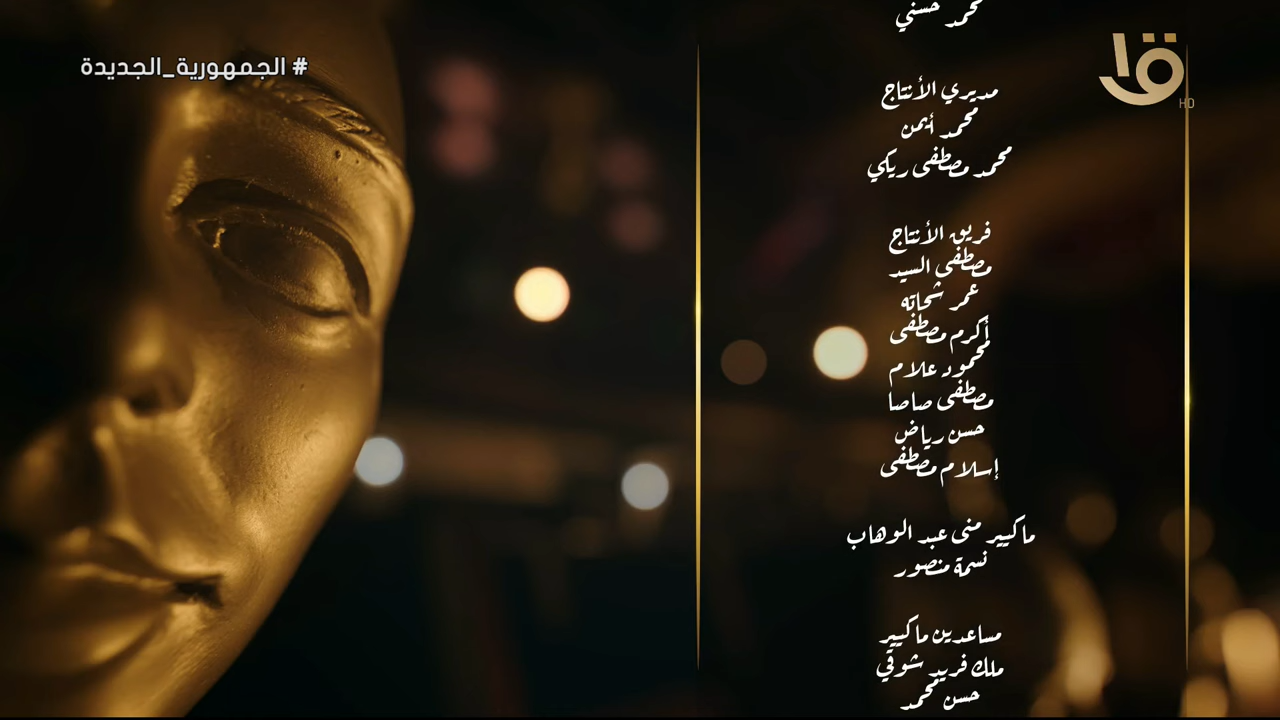 #الجمهورية_الجديدة
محمد حسني
مديري الأنتاج
محمد أيمن
محمد مصطفى ريكي
فريق الأنتاج
مصطفى السيد
عمر شحاته
أكرم مصطفى
محمود علام
مصطفى صاصا
حسن رياض
إسلام مصطفى
ماكيير منى عبد الوهاب
نسمة منصور
مساعدين ماكيير
ملك فريد شوقي
حسن محمد
HD